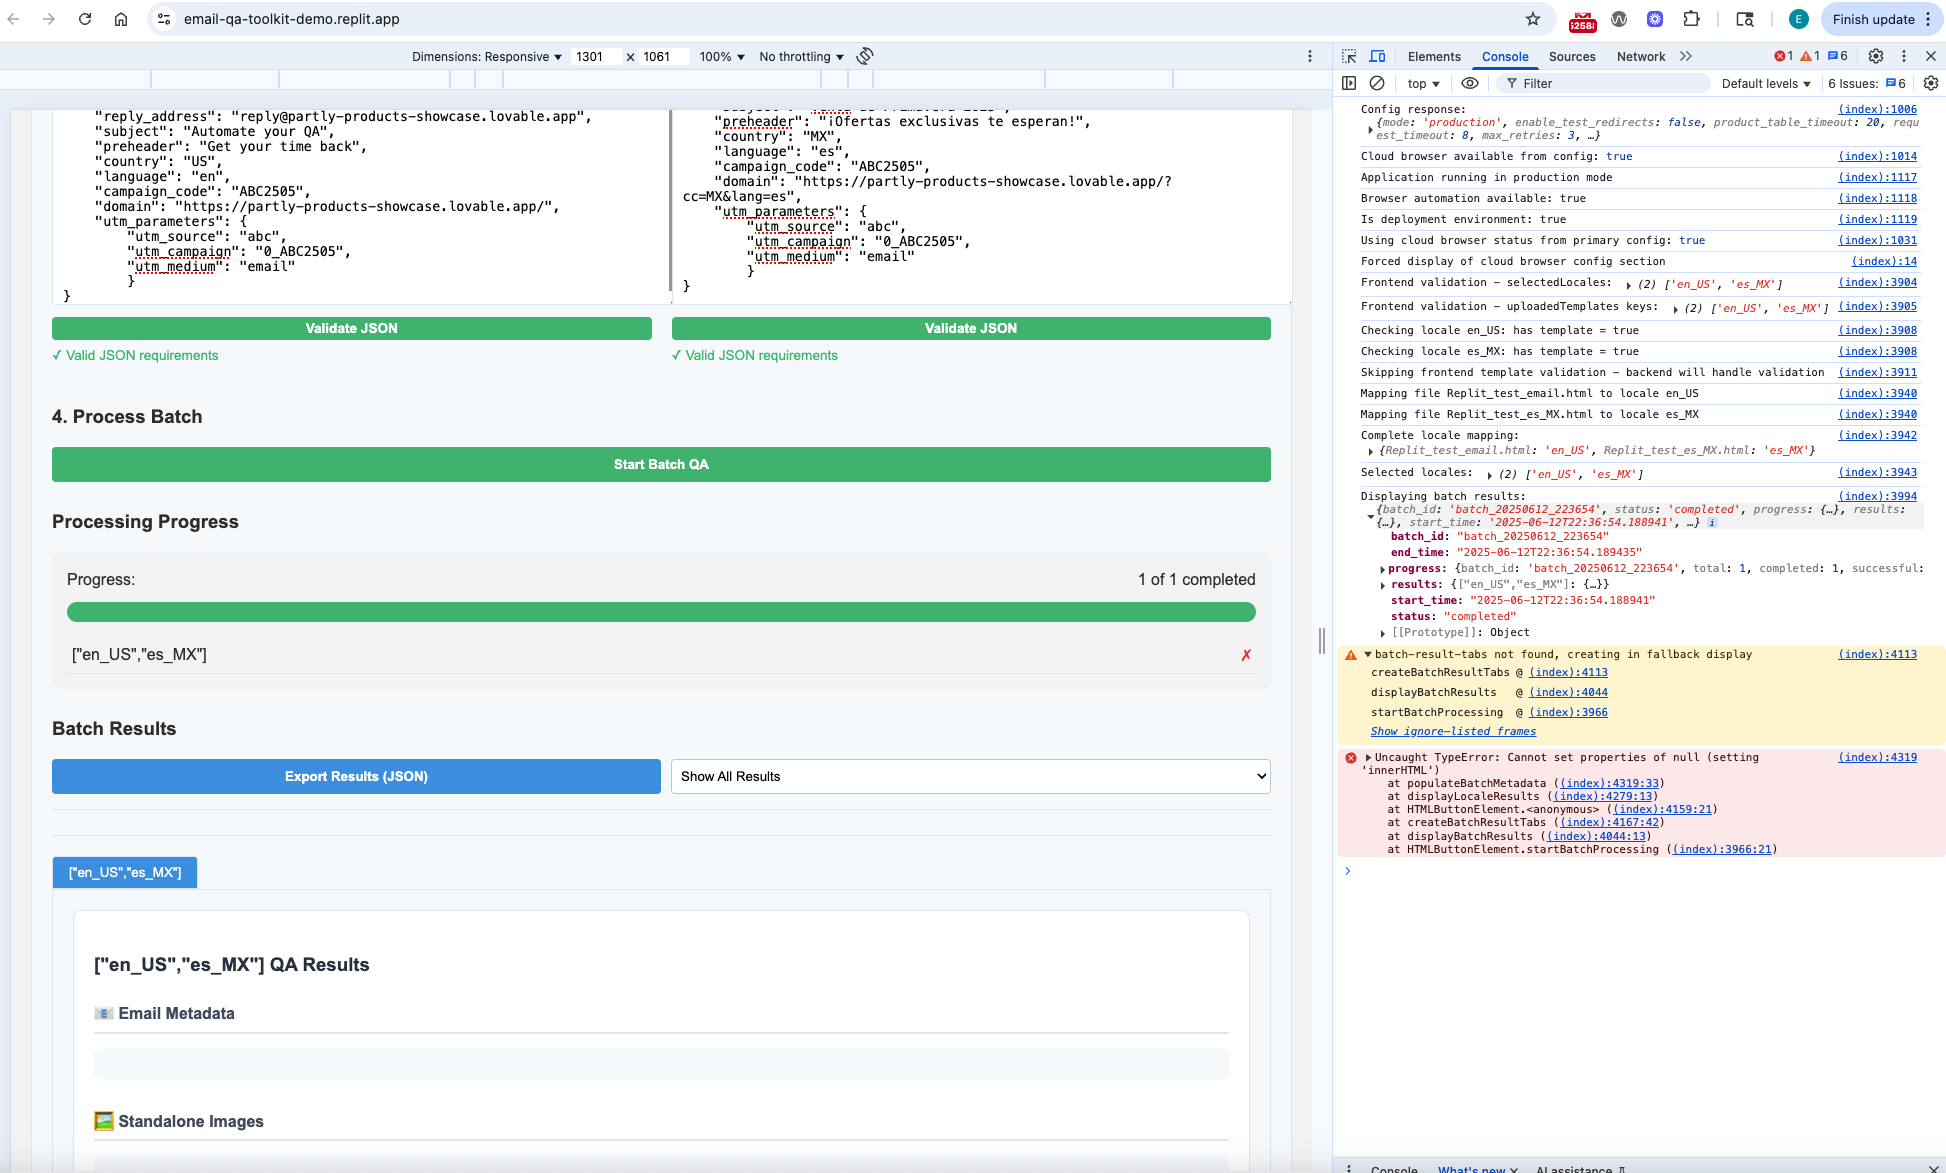 email-qa-toolkit-demo.replit.app
5258
E
Finish update
Dimensions: Responsive ▼ 1301 x 1061 100% ▼ No throttling ▼
"reply_address": "reply@partly-products-showcase.lovable.app",
"subject": "Automate your QA",
"preheader": "Get your time back",
"country": "US",
"language": "en",
"campaign_code": "ABC2505",
"domain": "https://partly-products-showcase.lovable.app/",
"utm_parameters": {
"utm_source": "abc",
"utm_campaign": "0_ABC2505",
"utm_medium": "email"
}
}
"preheader": "¡Ofertas exclusivas te esperan!",
"country": "MX",
"language": "es",
"campaign_code": "ABC2505",
"domain": "https://partly-products-showcase.lovable.app/?
cc=MX&lang=es",
"utm_parameters": {
"utm_source": "abc",
"utm_campaign": "0_ABC2505",
"utm_medium": "email"
}
}
Validate JSON
✓ Valid JSON requirements
Validate JSON
✓ Valid JSON requirements
4. Process Batch
Start Batch QA
Processing Progress
Progress: 1 of 1 completed
["en_US","es_MX"] ✗
Batch Results
Export Results (JSON)
Show All Results
["en_US","es_MX"]
["en_US","es_MX"] QA Results
📧 Email Metadata
🖼️ Standalone Images
Elements Console Sources Network 1 1 6
top ▼ Filter Default levels ▼ 6 Issues: 6
Config response: (index):1006
{mode: 'production', enable_test_redirects: false, product_table_timeout: 20, requ
est_timeout: 8, max_retries: 3, …}
Cloud browser available from config: true (index):1014
Application running in production mode (index):1117
Browser automation available: true (index):1118
Is deployment environment: true (index):1119
Using cloud browser status from primary config: true (index):1031
Forced display of cloud browser config section (index):14
Frontend validation – selectedLocales: ▶ (2) ['en_US', 'es_MX'] (index):3904
Frontend validation – uploadedTemplates keys: ▶ (2) ['en_US', 'es_MX'] (index):3905
Checking locale en_US: has template = true (index):3908
Checking locale es_MX: has template = true (index):3908
Skipping frontend template validation – backend will handle validation (index):3911
Mapping file Replit_test_email.html to locale en_US (index):3940
Mapping file Replit_test_es_MX.html to locale es_MX (index):3940
Complete locale mapping: (index):3942
▶ {Replit_test_email.html: 'en_US', Replit_test_es_MX.html: 'es_MX'}
Selected locales: ▶ (2) ['en_US', 'es_MX'] (index):3943
Displaying batch results: (index):3994
{batch_id: 'batch_20250612_223654', status: 'completed', progress: {…}, results:
{…}, start_time: '2025-06-12T22:36:54.188941', …} i
batch_id: "batch_20250612_223654"
end_time: "2025-06-12T22:36:54.189435"
▶ progress: {batch_id: 'batch_20250612_223654', total: 1, completed: 1, successful:
▶ results: {["en_US","es_MX"]: {…}}
start_time: "2025-06-12T22:36:54.188941"
status: "completed"
▶ [[Prototype]]: Object
▼ batch-result-tabs not found, creating in fallback display (index):4113
createBatchResultTabs @ (index):4113
displayBatchResults @ (index):4044
startBatchProcessing @ (index):3966
Show ignore-listed frames
▶ Uncaught TypeError: Cannot set properties of null (setting (index):4319
'innerHTML')
at populateBatchMetadata ((index):4319:33)
at displayLocaleResults ((index):4279:13)
at HTMLButtonElement.<anonymous> ((index):4159:21)
at createBatchResultTabs ((index):4167:42)
at displayBatchResults ((index):4044:13)
at HTMLButtonElement.startBatchProcessing ((index):3966:21)
Console What's new AI assistance